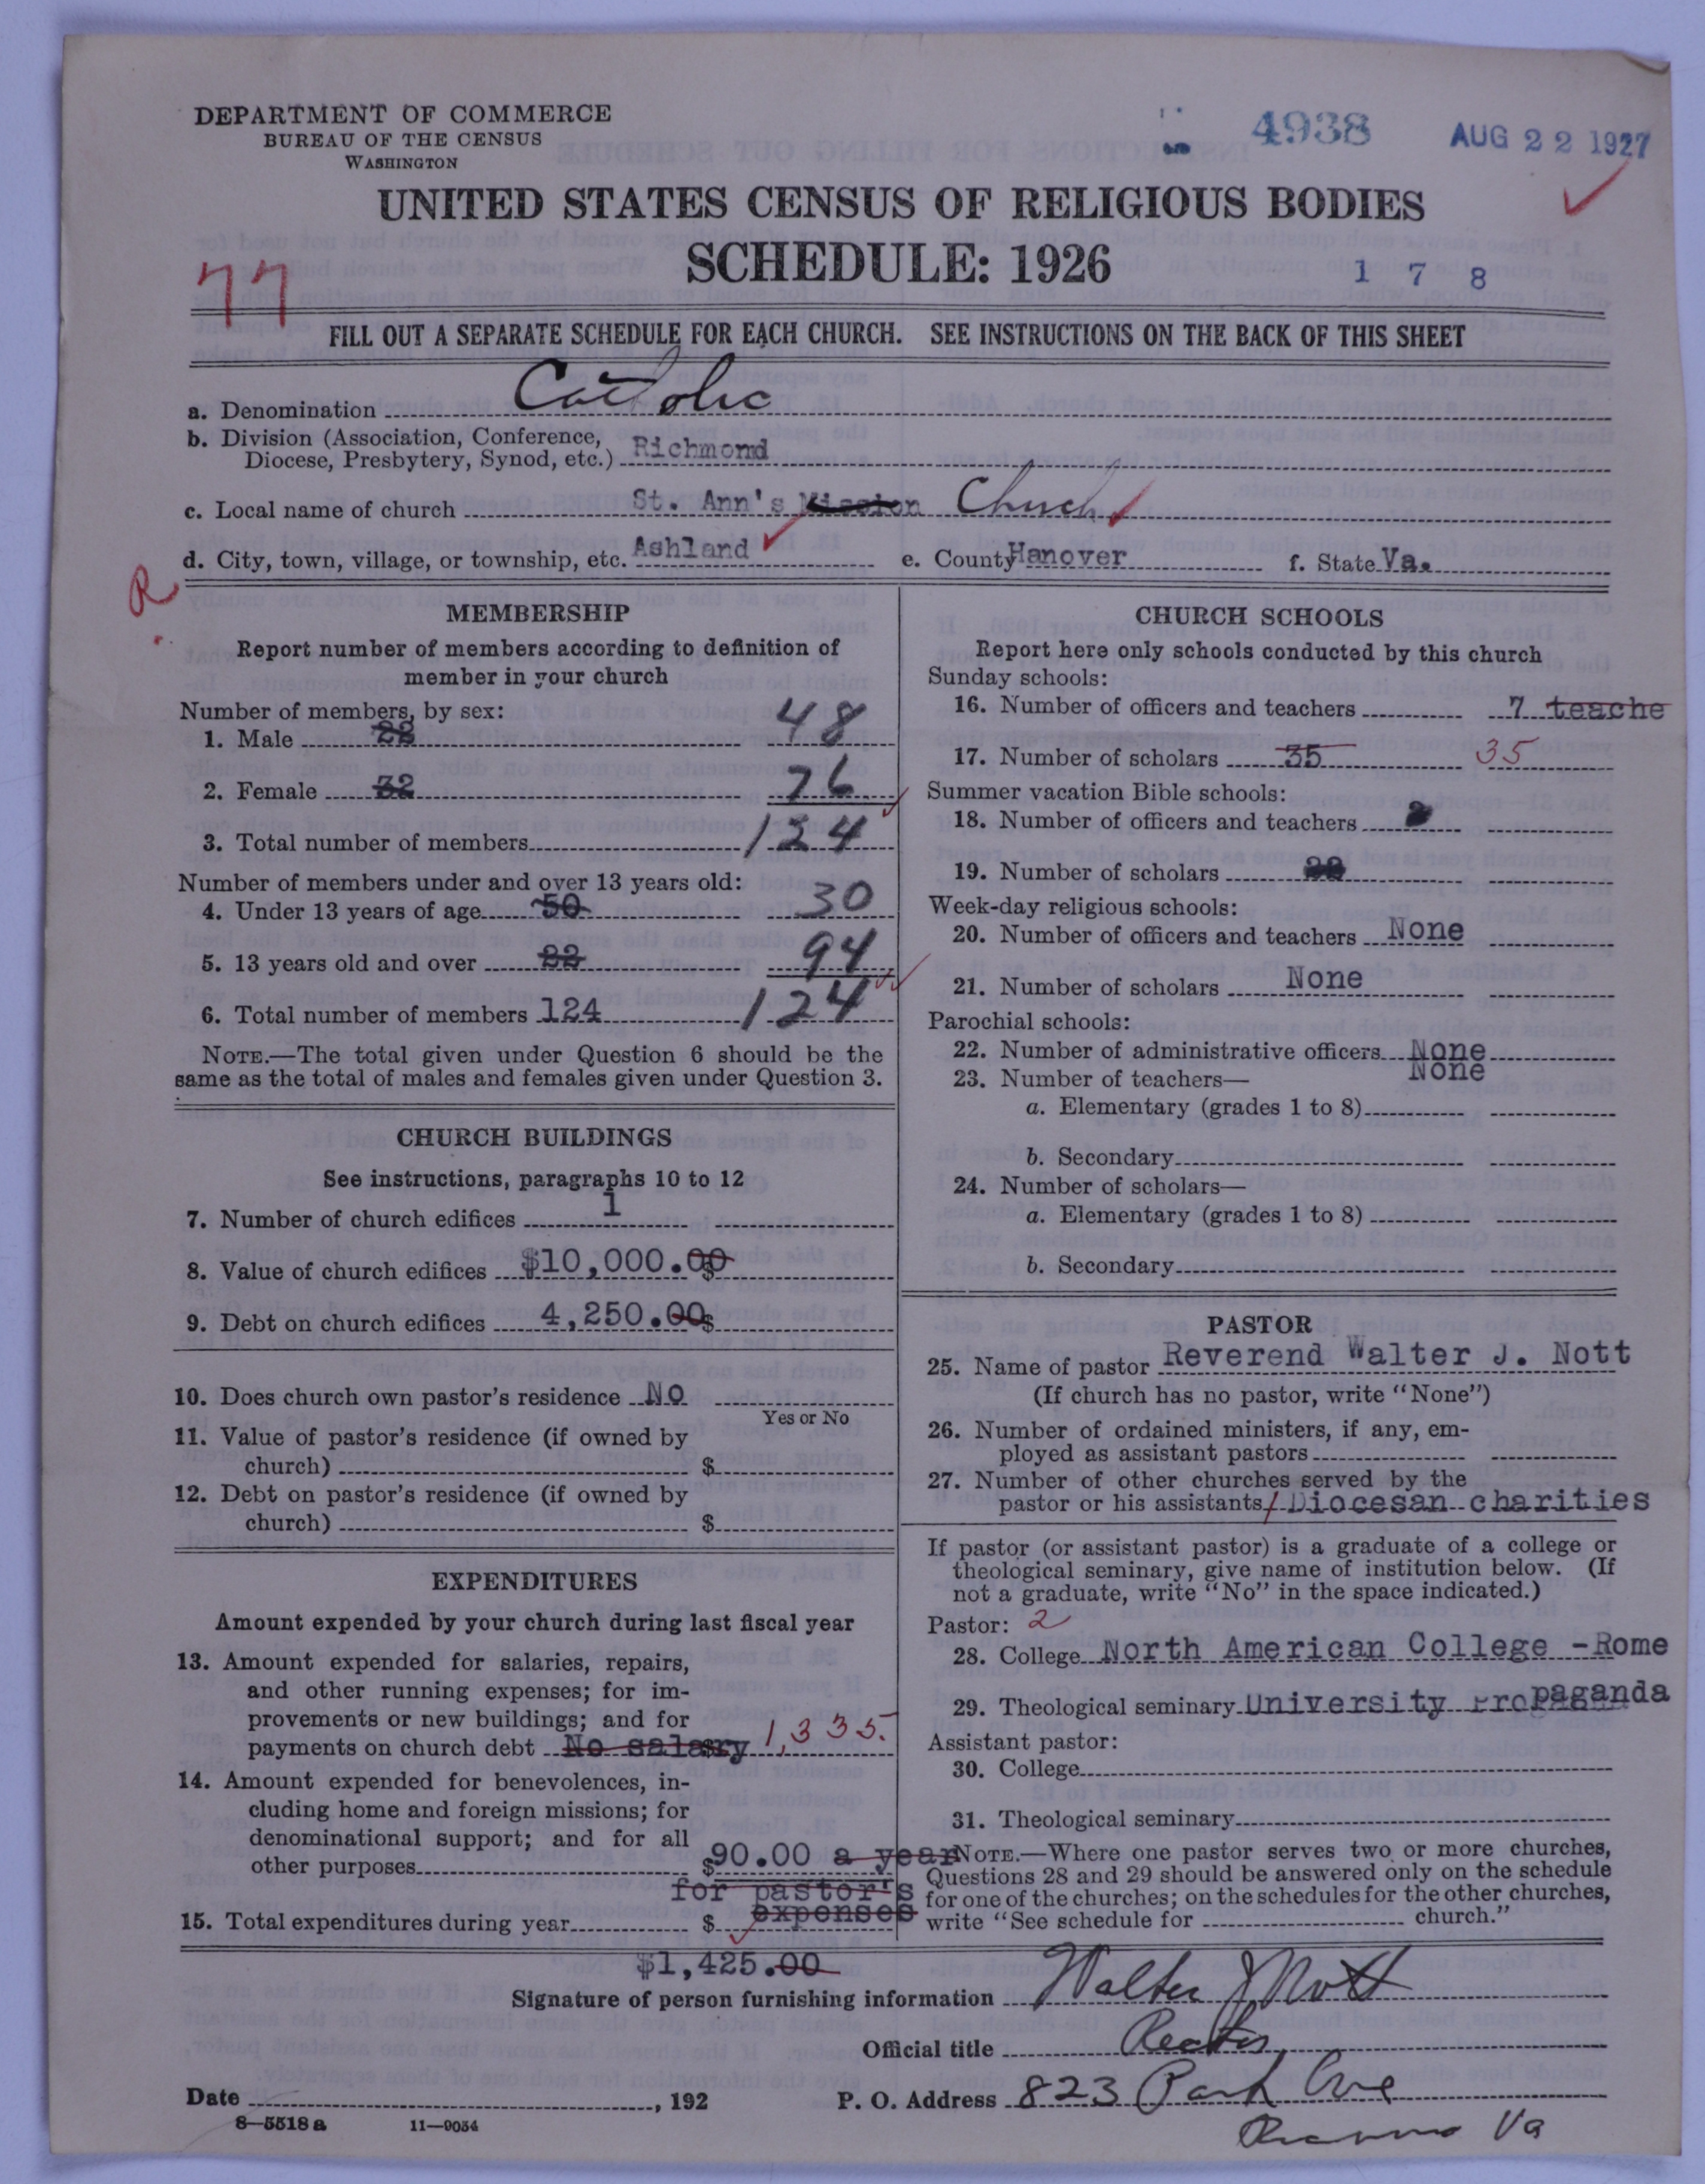 DEPARTMENT OF COMMERCE
BUREAU OF THE CENSUS
WASHINGTON
4938
AUG 22 1927
UNITED STATES CENSUS OF RELIGIOUS BODIES
SCHEDULE: 1926
77
1 7 8
FILL OUT A SEPARATE SCHEDULE FOR EACH CHURCH. SEE INSTRUCTIONS ON THE BACK OF THIS SHEET
a. Denomination Catholic
b. Division (Association, Conference, Diocese, Presbytery, Synod, etc.) Richmond
c. Local name of church St. Ann's Mission Church
d. City, town, village, or township, etc. Ashland e. County Hanover f. State Va.
R
MEMBERSHIP
Report number of members according to definition of
member in your church
Number of members, by sex:
1. Male 48
2. Female 32 76
3. Total number of members 124
Number of members under and over 13 years old:
4. Under 13 years of age 50 30
5. 13 years old and over 94
6. Total number of members 124 124
NOTE.—The total given under Question 6 should be the
same as the total of males and females given under Question 3.
CHURCH BUILDINGS
See instructions, paragraphs 10 to 12
7. Number of church edifices 1
8. Value of church edifices $10,000.00 $
9. Debt on church edifices 4,250.00 $
10. Does church own pastor's residence No
Yes or No
11. Value of pastor's residence (if owned by
church) $
12. Debt on pastor's residence (if owned by
church) $
EXPENDITURES
Amount expended by your church during last fiscal year
13. Amount expended for salaries, repairs,
and other running expenses; for im-
provements or new buildings; and for
payments on church debt No salary $ 1,335.
14. Amount expended for benevolences, in-
cluding home and foreign missions; for
denominational support; and for all
other purposes $90.00 a year
for pastor's
expenses
15. Total expenditures during year $
$1,425.00
CHURCH SCHOOLS
Report here only schools conducted by this church
Sunday schools:
16. Number of officers and teachers 7 teache
17. Number of scholars 35 35
Summer vacation Bible schools:
18. Number of officers and teachers
19. Number of scholars
Week-day religious schools:
20. Number of officers and teachers None
21. Number of scholars None
Parochial schools:
22. Number of administrative officers None
23. Number of teachers— None
a. Elementary (grades 1 to 8)
b. Secondary
24. Number of scholars—
a. Elementary (grades 1 to 8)
b. Secondary
PASTOR
25. Name of pastor Reverend Walter J. Nott
(If church has no pastor, write "None")
26. Number of ordained ministers, if any, em-
ployed as assistant pastors
27. Number of other churches served by the
pastor or his assistants / Diocesan charities
If pastor (or assistant pastor) is a graduate of a college or
theological seminary, give name of institution below. (If
not a graduate, write "No" in the space indicated.)
Pastor: 2
28. College North American College -Rome
29. Theological seminary University Propaganda
Assistant pastor:
30. College
31. Theological seminary
NOTE.—Where one pastor serves two or more churches,
Questions 28 and 29 should be answered only on the schedule
for one of the churches; on the schedules for the other churches,
write "See schedule for church."
Signature of person furnishing information Walter J Nott
Official title Rector
Date , 192 P. O. Address 823 Park Ave
Va
8—5518 a 11—9054